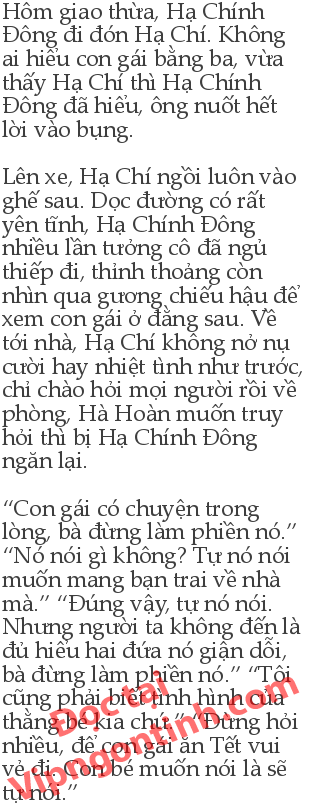 Hôm giao thừa, Hạ Chính
Đông đi đón Hạ Chí. Không
ai hiểu con gái bằng ba, vừa
thấy Hạ Chí thì Hạ Chính
Đông đã hiểu, ông nuốt hết
lời vào bụng.
Lên xe, Hạ Chí ngồi luôn vào
ghế sau. Dọc đường có rất
yên tĩnh, Hạ Chính Đông
nhiều lần tưởng cô đã ngủ
thiếp đi, thỉnh thoảng còn
nhìn qua gương chiếu hậu để
xem con gái ở đằng sau. Về
tới nhà, Hạ Chí không nở nụ
cười hay nhiệt tình như trước,
chỉ chào hỏi mọi người rồi về
phòng, Hà Hoàn muốn truy
hỏi thì bị Hạ Chính Đông
ngăn lại.
“Con gái có chuyện trong
lòng, bà đừng làm phiền nó.”
“Nó nói gì không? Tự nó nói
muốn mang bạn trai về nhà
mà.” “Đúng vậy, tự nó nói.
Nhưng người ta không đến là
đủ hiểu hai đứa nó giận dỗi,
bà đừng làm phiền nó.” “Tôi
cũng phải biết tình hình của
thằng bé kia chứ.” “Đừng hỏi
nhiều, để con gái ăn Tết vui
vẻ đi. Con bé muốn nói là sẽ
tự nói.”
Đọc tại
Vipngontinh.com